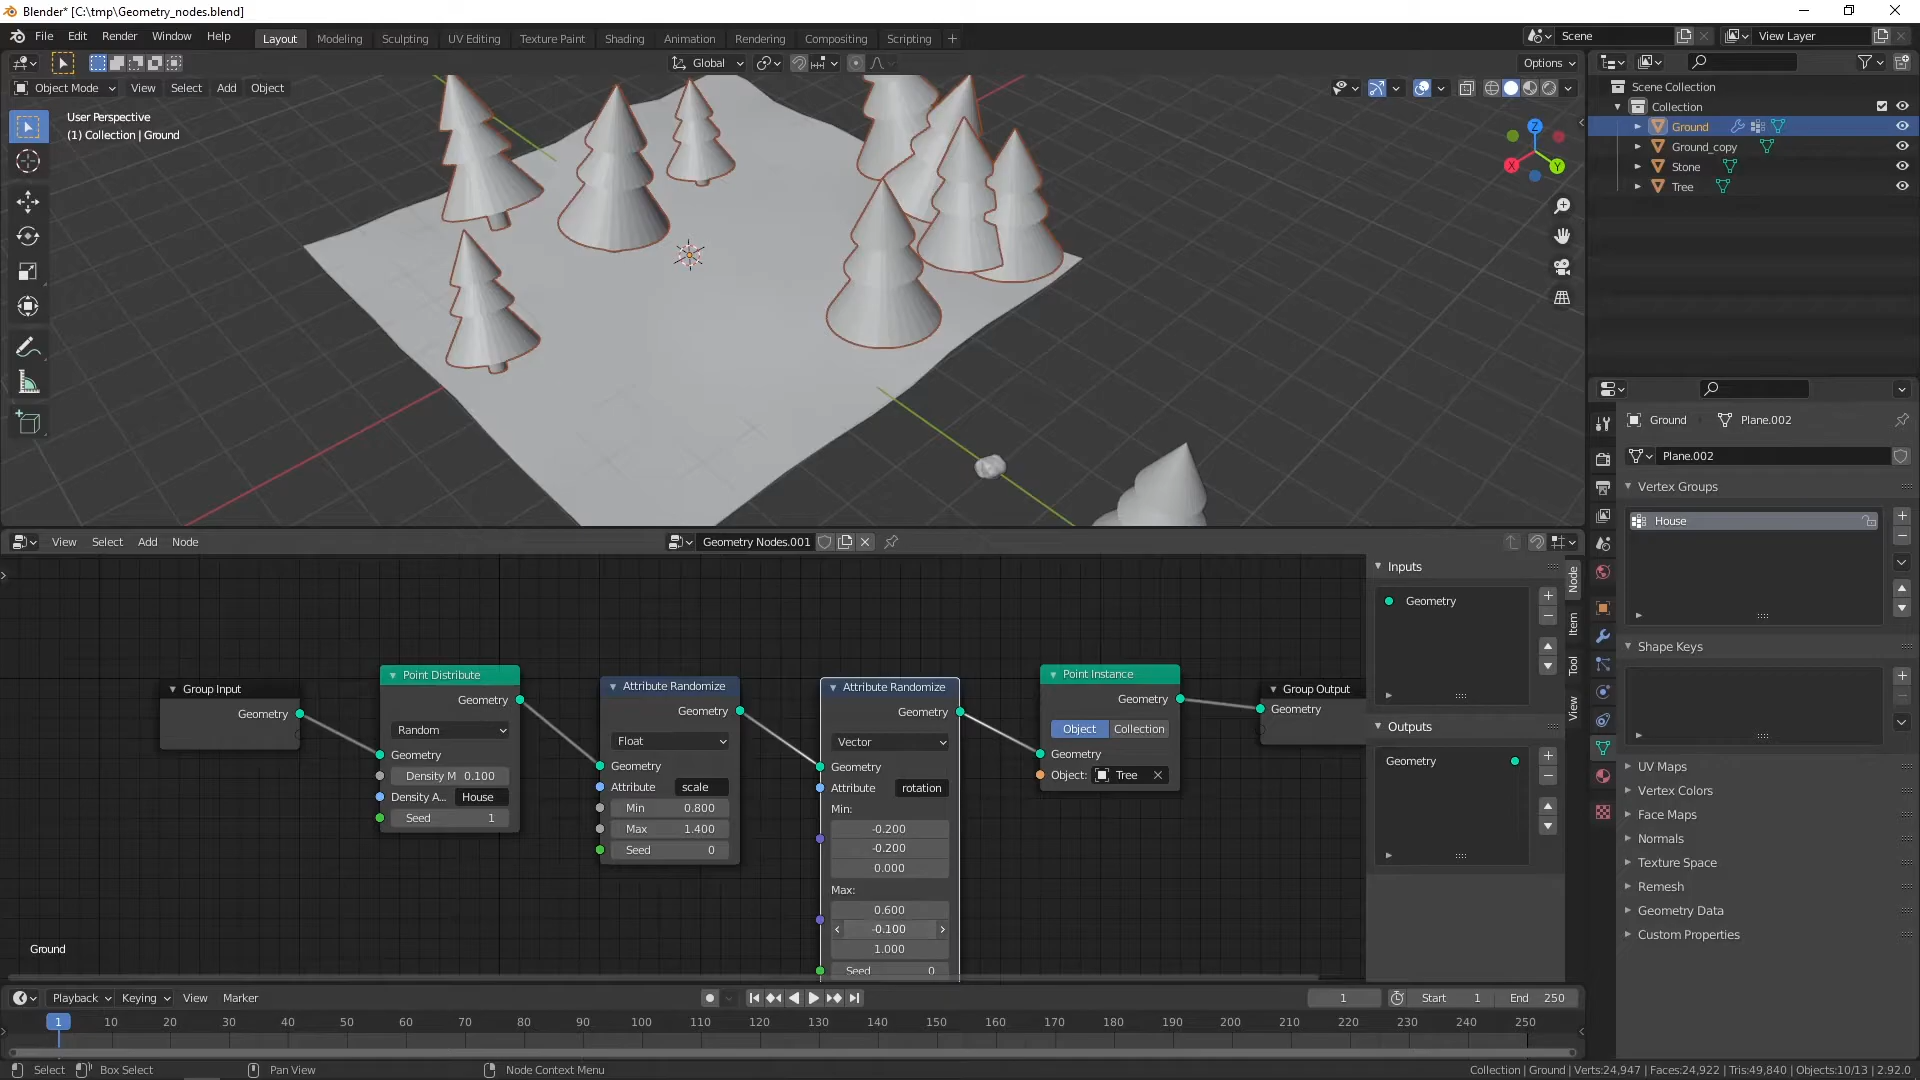 Blender* [C:\tmp\Geometry_nodes.blend]
File Edit Render Window Help
Layout Modeling Sculpting UV Editing Texture Paint Shading Animation Rendering Compositing Scripting +
Scene
View Layer
Global
Options
Object Mode View Select Add Object
User Perspective
(1) Collection | Ground
Z
X
Y
Scene Collection
Collection
Ground
Ground_copy
Stone
Tree
Ground
Plane.002
Plane.002
Vertex Groups
House
Shape Keys
UV Maps
Vertex Colors
Face Maps
Normals
Texture Space
Remesh
Geometry Data
Custom Properties
View Select Add Node
Geometry Nodes.001
Group Input
Geometry
Point Distribute
Geometry
Random
Geometry
Density M 0.100
Density A... House
Seed 1
Attribute Randomize
Geometry
Float
Geometry
Attribute scale
Min 0.800
Max 1.400
Seed 0
Attribute Randomize
Geometry
Vector
Geometry
Attribute rotation
Min:
-0.200
-0.200
0.000
Max:
0.600
-0.100
1.000
Seed 0
Point Instance
Geometry
Object Collection
Geometry
Object: Tree
Group Output
Geometry
Inputs
Geometry
Outputs
Geometry
Node
Item
Tool
View
Ground
Playback Keying View Marker
1
Start 1 End 250
1 10 20 30 40 50 60 70 80 90 100 110 120 130 140 150 160 170 180 190 200 210 220 230 240 250
Select Box Select Pan View Node Context Menu
Collection | Ground | Verts:24,947 | Faces:24,922 | Tris:49,840 | Objects:10/13 | 2.92.0